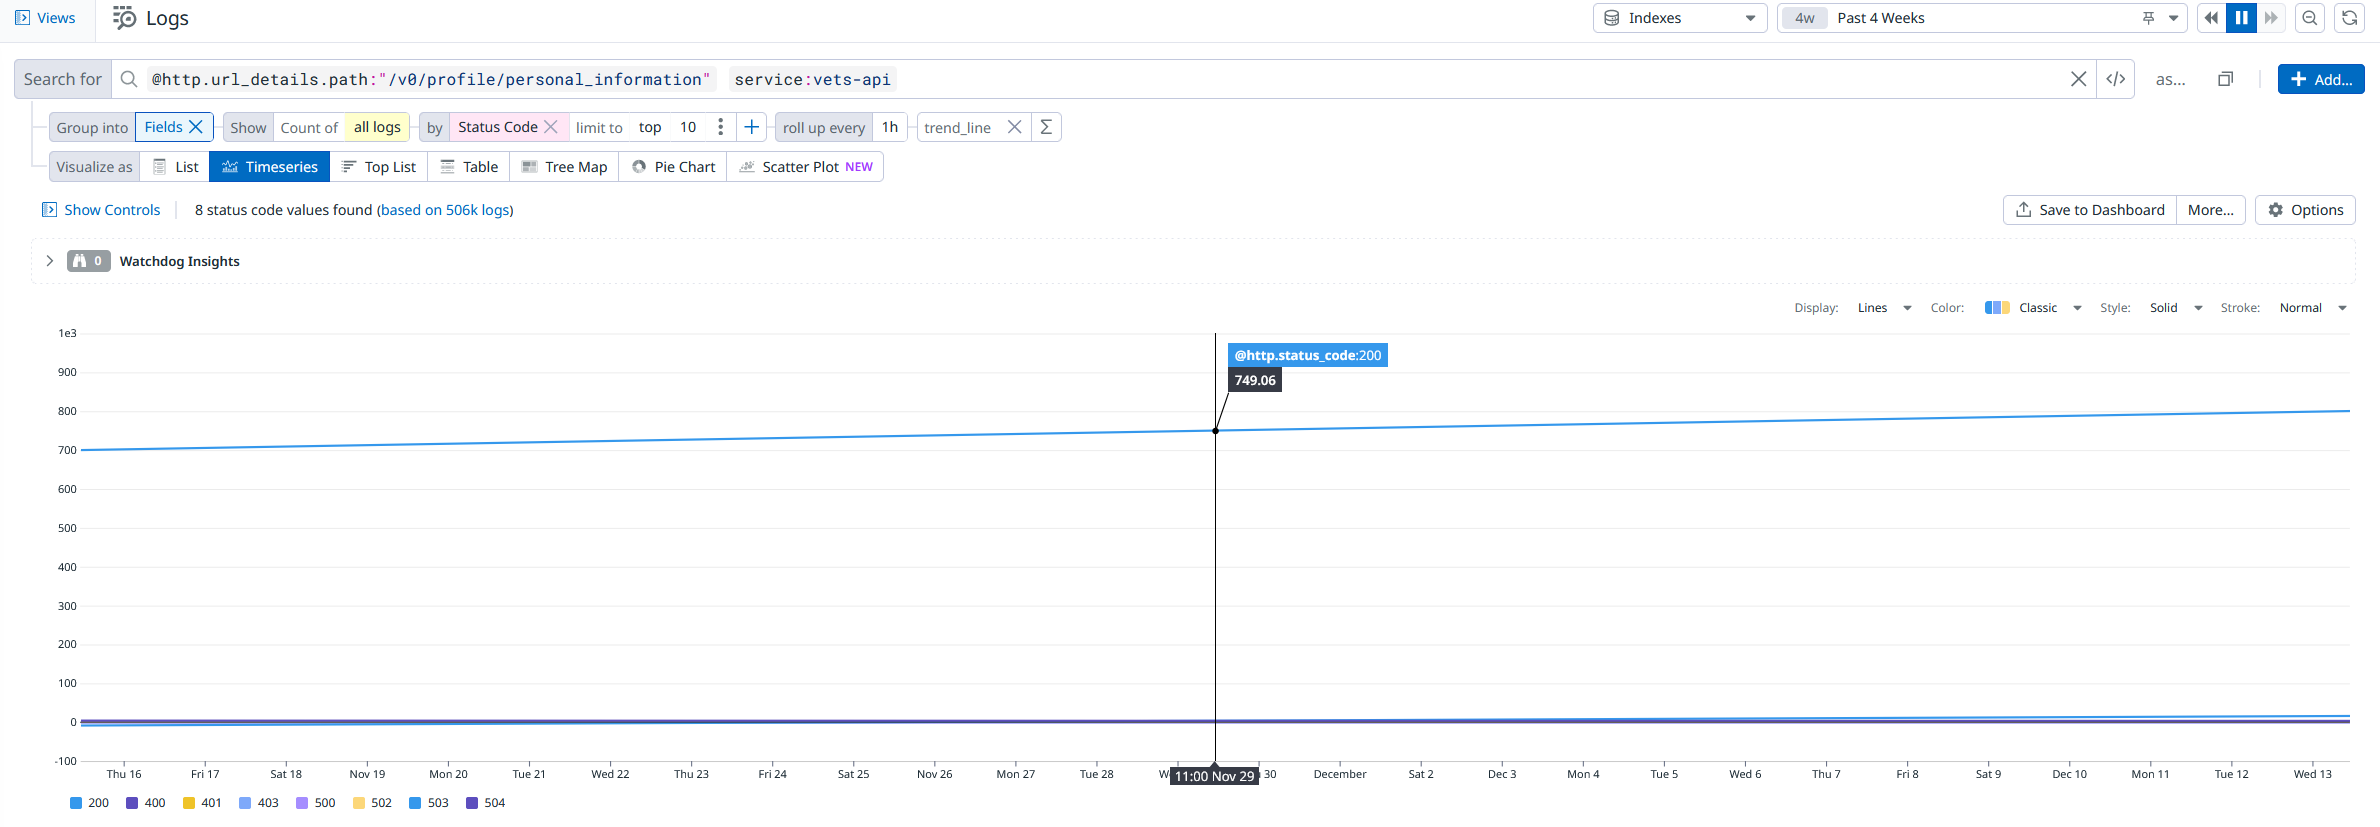 Views Logs Indexes 4w Past 4 Weeks
Search for @http.url_details.path:"/v0/profile/personal_information" service:vets-api </> as... Add...
Group into Fields Show Count of all logs by Status Code limit to top 10 roll up every 1h trend_line Σ
Visualize as List Timeseries Top List Table Tree Map Pie Chart Scatter Plot NEW
Show Controls 8 status code values found (based on 506k logs) Save to Dashboard More... Options
0 Watchdog Insights
Display: Lines Color: Classic Style: Solid Stroke: Normal
1e3
@http.status_code:200
900
749.06
800
700
600
500
400
300
200
100
0
-100
Thu 16 Fri 17 Sat 18 Nov 19 Mon 20 Tue 21 Wed 22 Thu 23 Fri 24 Sat 25 Nov 26 Mon 27 Tue 28 11:00 Nov 29 30 December Sat 2 Dec 3 Mon 4 Tue 5 Wed 6 Thu 7 Fri 8 Sat 9 Dec 10 Mon 11 Tue 12 Wed 13
200 400 401 403 500 502 503 504